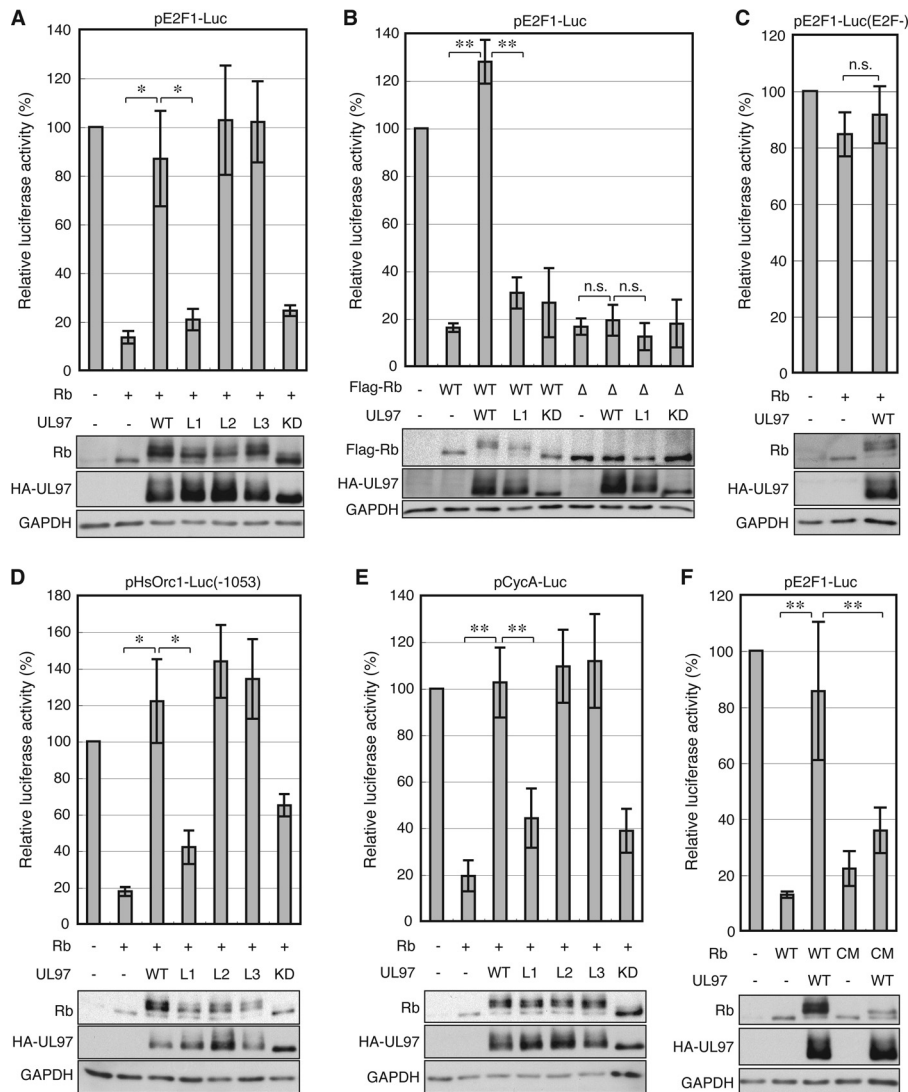 A
pE2F1-Luc
Relative luciferase activity (%)
140
120
100
80
60
40
20
0
* *
Rb - + + + + + +
UL97 - - WT L1 L2 L3 KD
Rb
HA-UL97
GAPDH
B
pE2F1-Luc
Relative luciferase activity (%)
140
120
100
80
60
40
20
0
** **
n.s. n.s.
Flag-Rb - WT WT WT WT Δ Δ Δ Δ
UL97 - - WT L1 KD - WT L1 KD
Flag-Rb
HA-UL97
GAPDH
C
pE2F1-Luc(E2F-)
Relative luciferase activity (%)
120
100
80
60
40
20
0
n.s.
Rb - + +
UL97 - - WT
Rb
HA-UL97
GAPDH
D
pHsOrc1-Luc(-1053)
Relative luciferase activity (%)
180
160
140
120
100
80
60
40
20
0
* *
Rb - + + + + + +
UL97 - - WT L1 L2 L3 KD
Rb
HA-UL97
GAPDH
E
pCycA-Luc
Relative luciferase activity (%)
140
120
100
80
60
40
20
0
** **
Rb - + + + + + +
UL97 - - WT L1 L2 L3 KD
Rb
HA-UL97
GAPDH
F
pE2F1-Luc
Relative luciferase activity (%)
120
100
80
60
40
20
0
** **
Rb - WT WT CM CM
UL97 - - WT - WT
Rb
HA-UL97
GAPDH